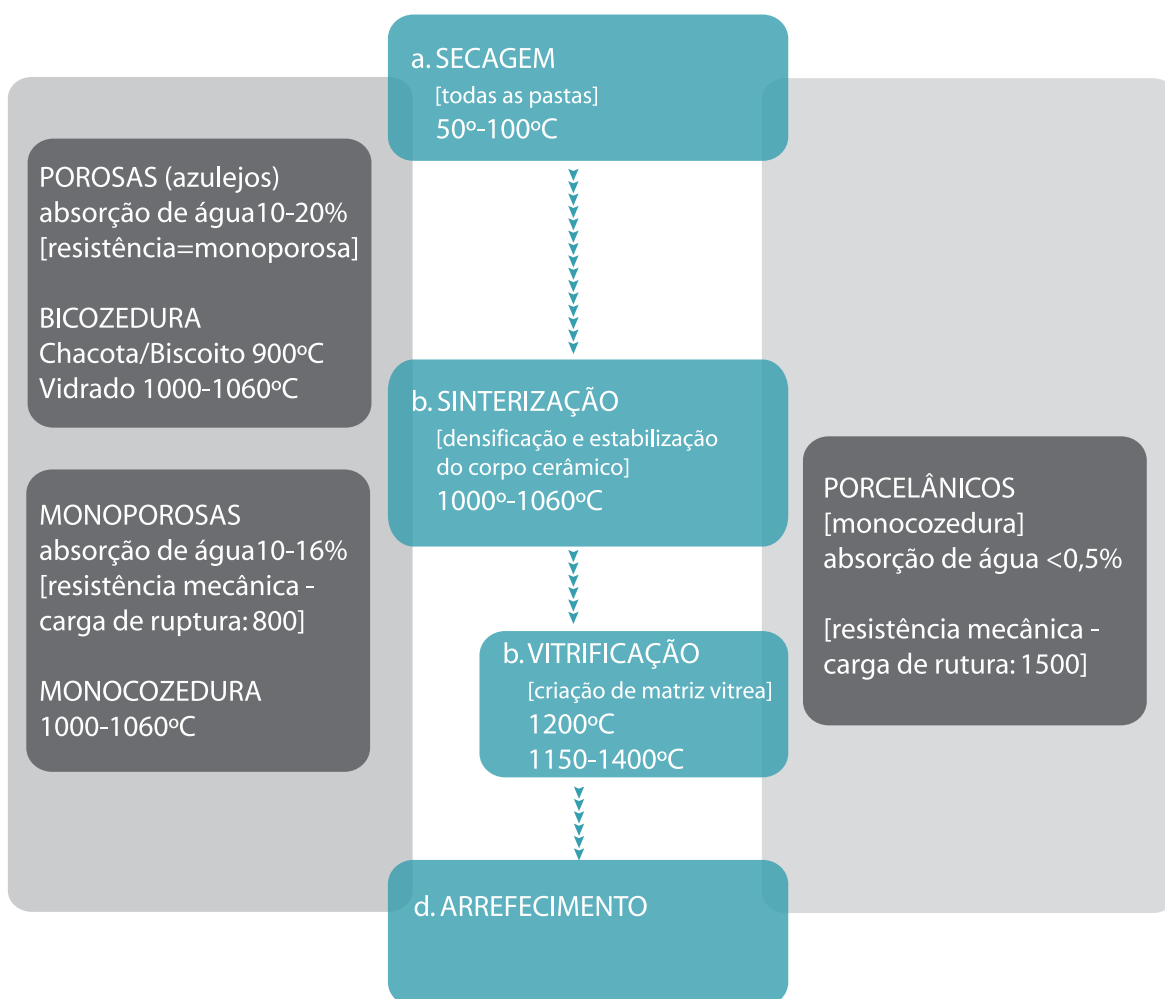 a. SECAGEM
[todas as pastas]
50º-100ºC
POROSAS (azulejos)
absorção de água10-20%
[resistência=monoporosa]
BICOZEDURA
Chacota/Biscoito 900ºC
Vidrado 1000-1060ºC
b. SINTERIZAÇÃO
[densificação e estabilização
do corpo cerâmico]
1000º-1060ºC
MONOPOROSAS
absorção de água10-16%
[resistência mecânica -
carga de ruptura: 800]
MONOCOZEDURA
1000-1060ºC
PORCELÂNICOS
[monocozedura]
absorção de água <0,5%
[resistência mecânica -
carga de rutura: 1500]
b. VITRIFICAÇÃO
[criação de matriz vitrea]
1200ºC
1150-1400ºC
d. ARREFECIMENTO